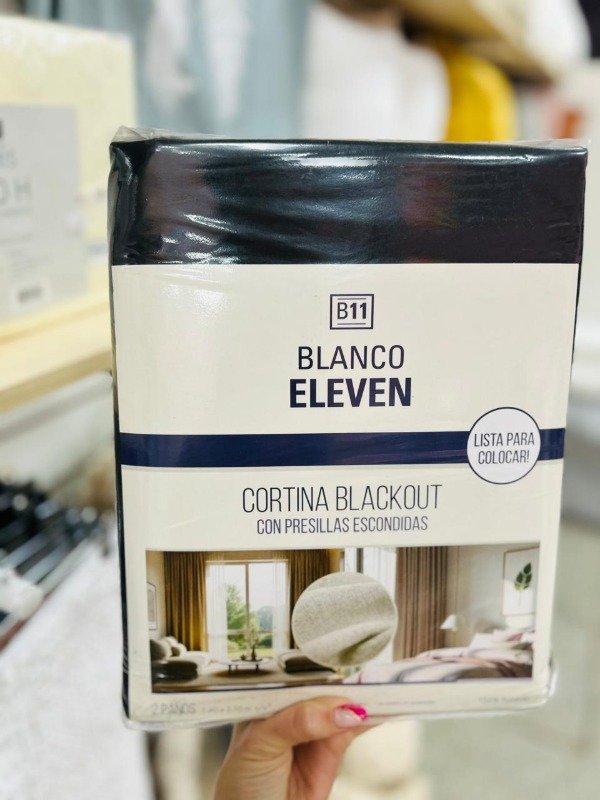 B11
BLANCO
ELEVEN
LISTA PARA
COLOCAR!
CORTINA BLACKOUT
CON PRESILLAS ESCONDIDAS
2 PAÑOS